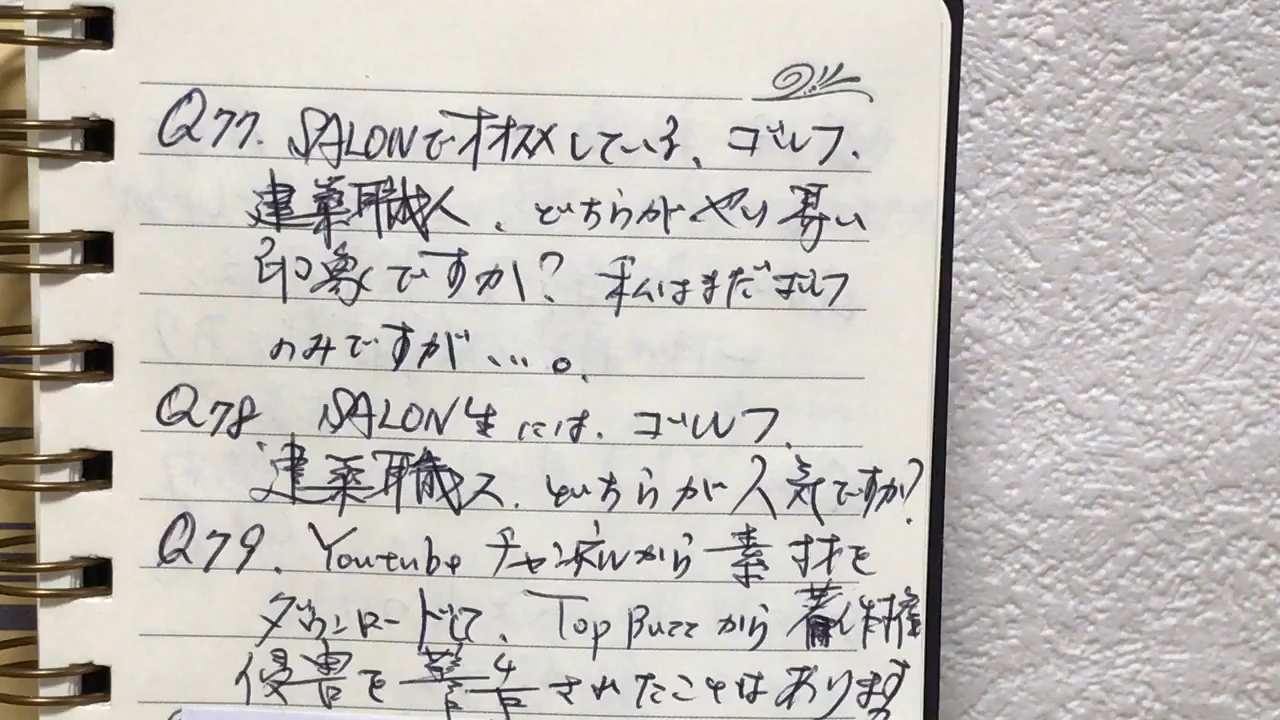 Q77. SALONでオススメしている、ゴルフ、
建築職人、どちらがやり易い
印象ですか? 私はまだゴルフ
のみですが…。
Q78 SALON生には、ゴルフ、
建築職人、どちらが人気ですか?
Q79. Youtubeチャンネルから素材を
ダウンロードして、Top Buzzから著作権
侵害を警告されたことはあります